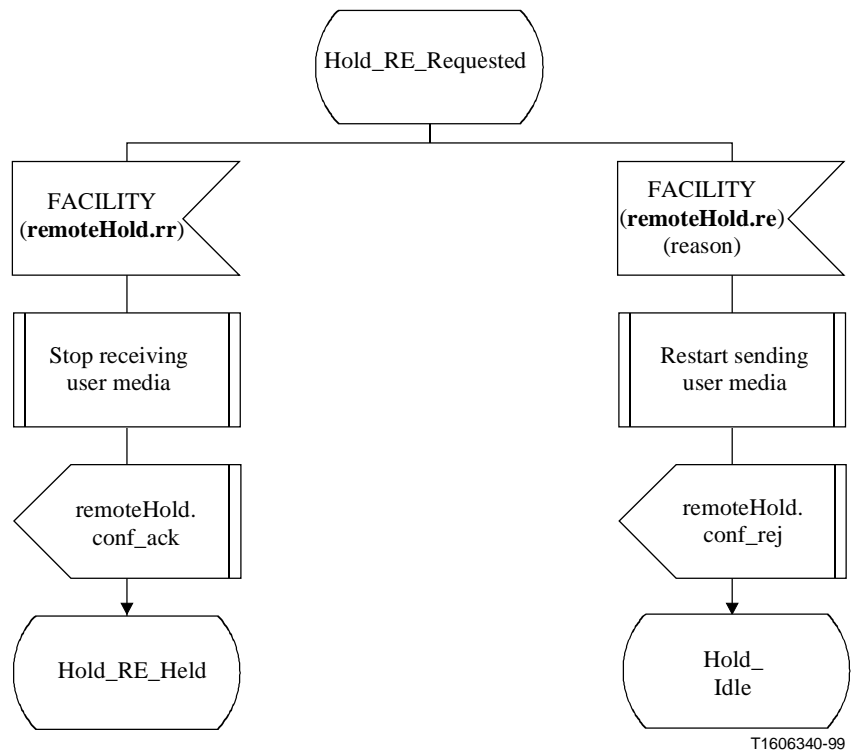 Hold_RE_Requested
FACILITY
(remoteHold.rr)
FACILITY
(remoteHold.re)
(reason)
Stop receiving
user media
Restart sending
user media
remoteHold.
conf_ack
remoteHold.
conf_rej
Hold_RE_Held
Hold_
Idle
T1606340-99